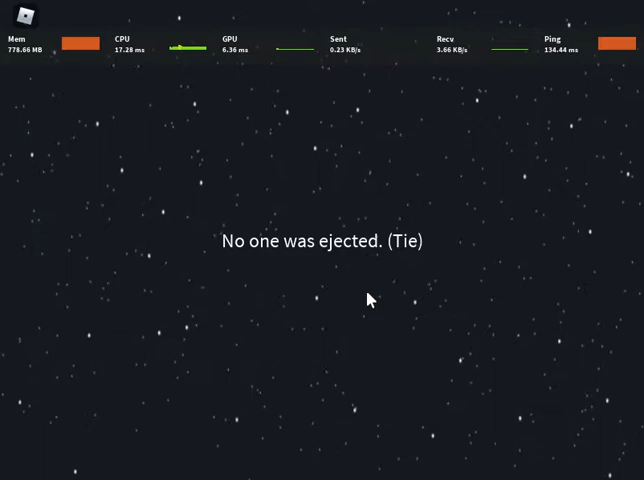 Mem CPU GPU Sent Recv Ping
778.66 MB 17.28 ms 6.36 ms 0.23 KB/s 3.66 KB/s 134.44 ms
No one was ejected. (Tie)